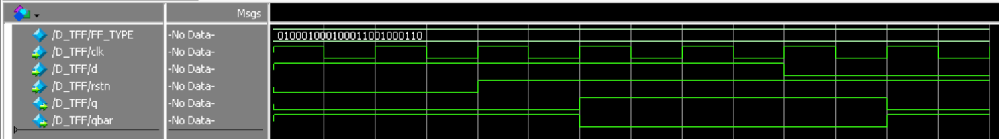 Msgs
/D_TFF/FF_TYPE -No Data- 010001000100011001000110
/D_TFF/clk -No Data-
/D_TFF/d -No Data-
/D_TFF/rstn -No Data-
/D_TFF/q -No Data-
/D_TFF/qbar -No Data-